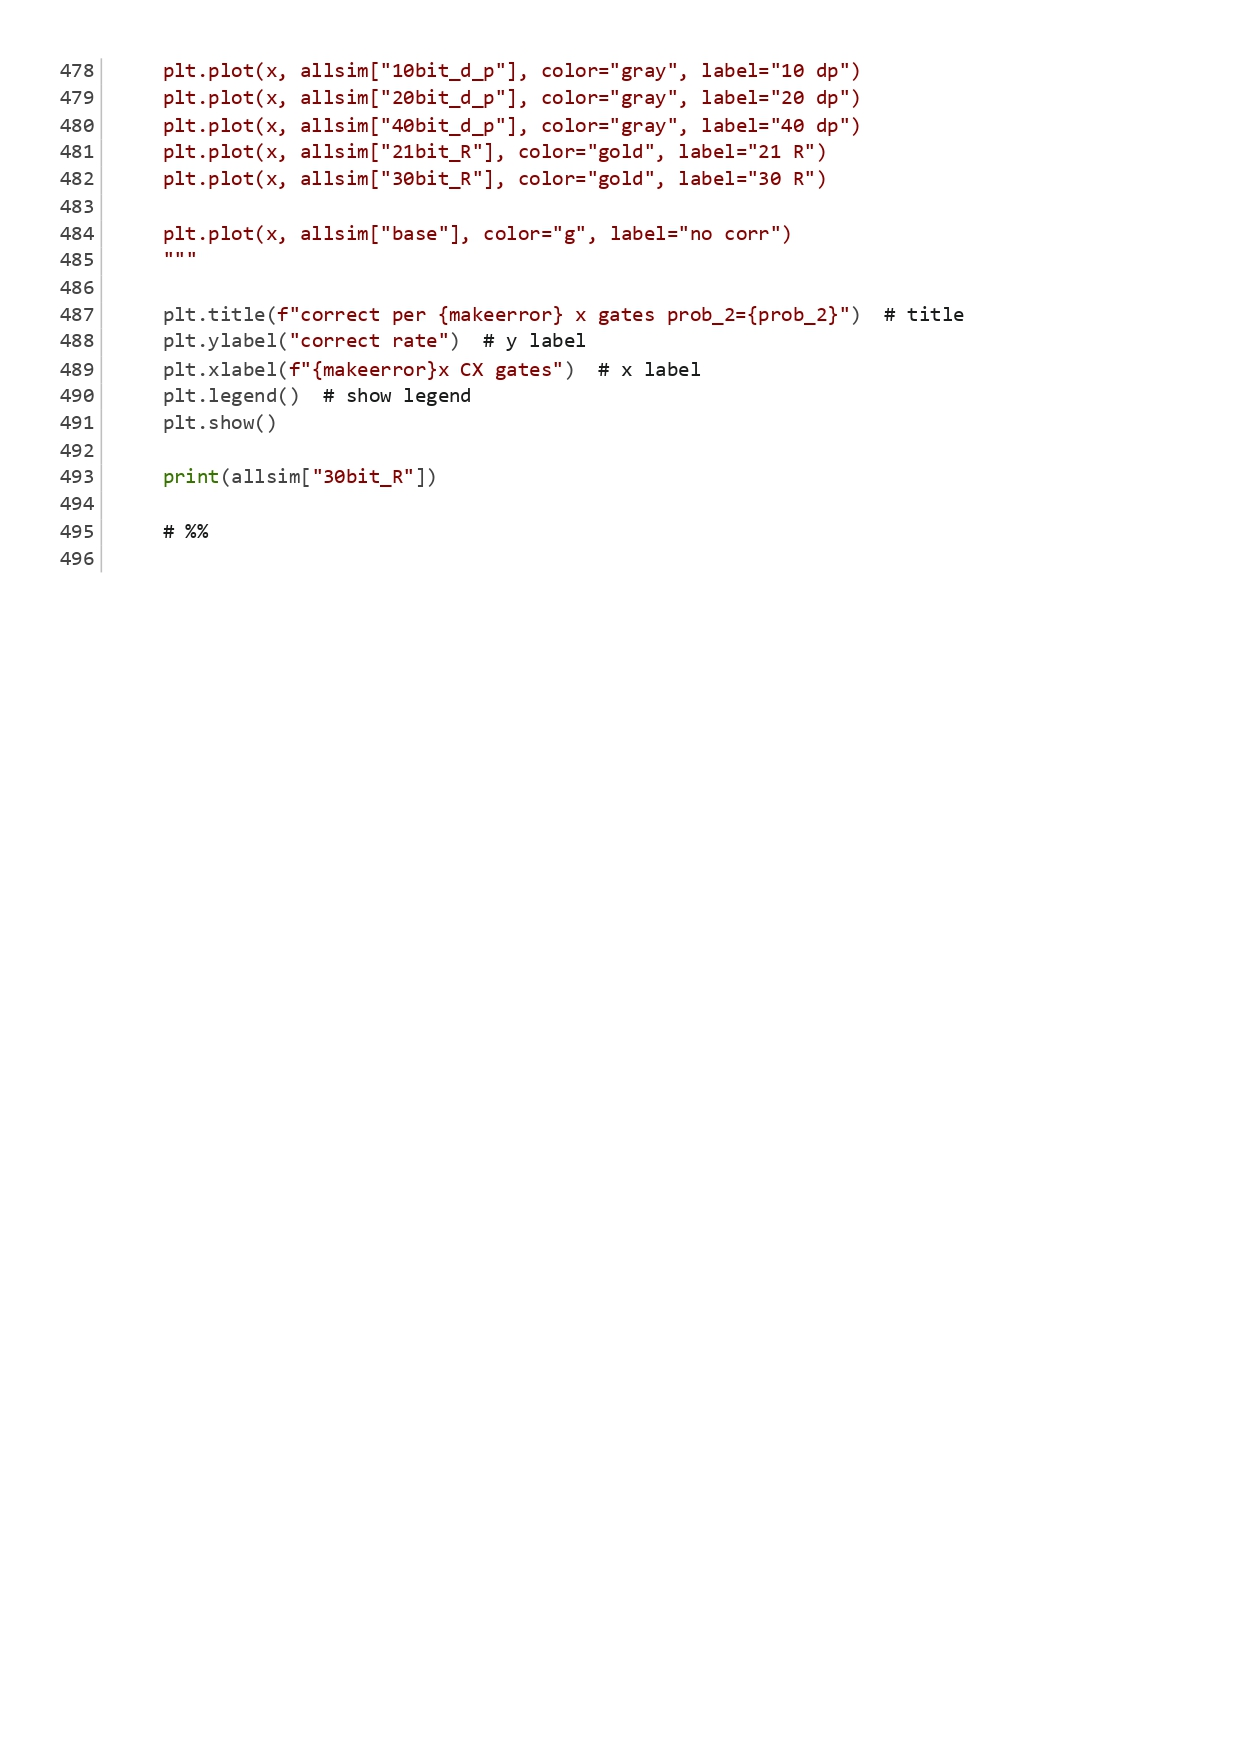 478 plt.plot(x, allsim["10bit_d_p"], color="gray", label="10 dp")
479 plt.plot(x, allsim["20bit_d_p"], color="gray", label="20 dp")
480 plt.plot(x, allsim["40bit_d_p"], color="gray", label="40 dp")
481 plt.plot(x, allsim["21bit_R"], color="gold", label="21 R")
482 plt.plot(x, allsim["30bit_R"], color="gold", label="30 R")
483
484 plt.plot(x, allsim["base"], color="g", label="no corr")
485 """
486
487 plt.title(f"correct per {makeerror} x gates prob_2={prob_2}")  # title
488 plt.ylabel("correct rate")  # y label
489 plt.xlabel(f"{makeerror}x CX gates")  # x label
490 plt.legend()  # show legend
491 plt.show()
492
493 print(allsim["30bit_R"])
494
495 # %%
496